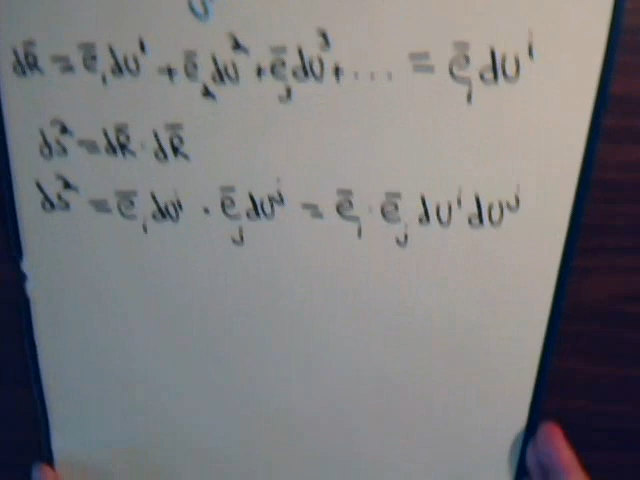 dR̄ = ē₁du¹ + ē₂du² + ē₃du³ + ... = ēᵢduⁱ
ds² = dR̄ · dR̄
ds² = ēᵢduⁱ · ēⱼduʲ = ēᵢ · ēⱼ duⁱduʲ